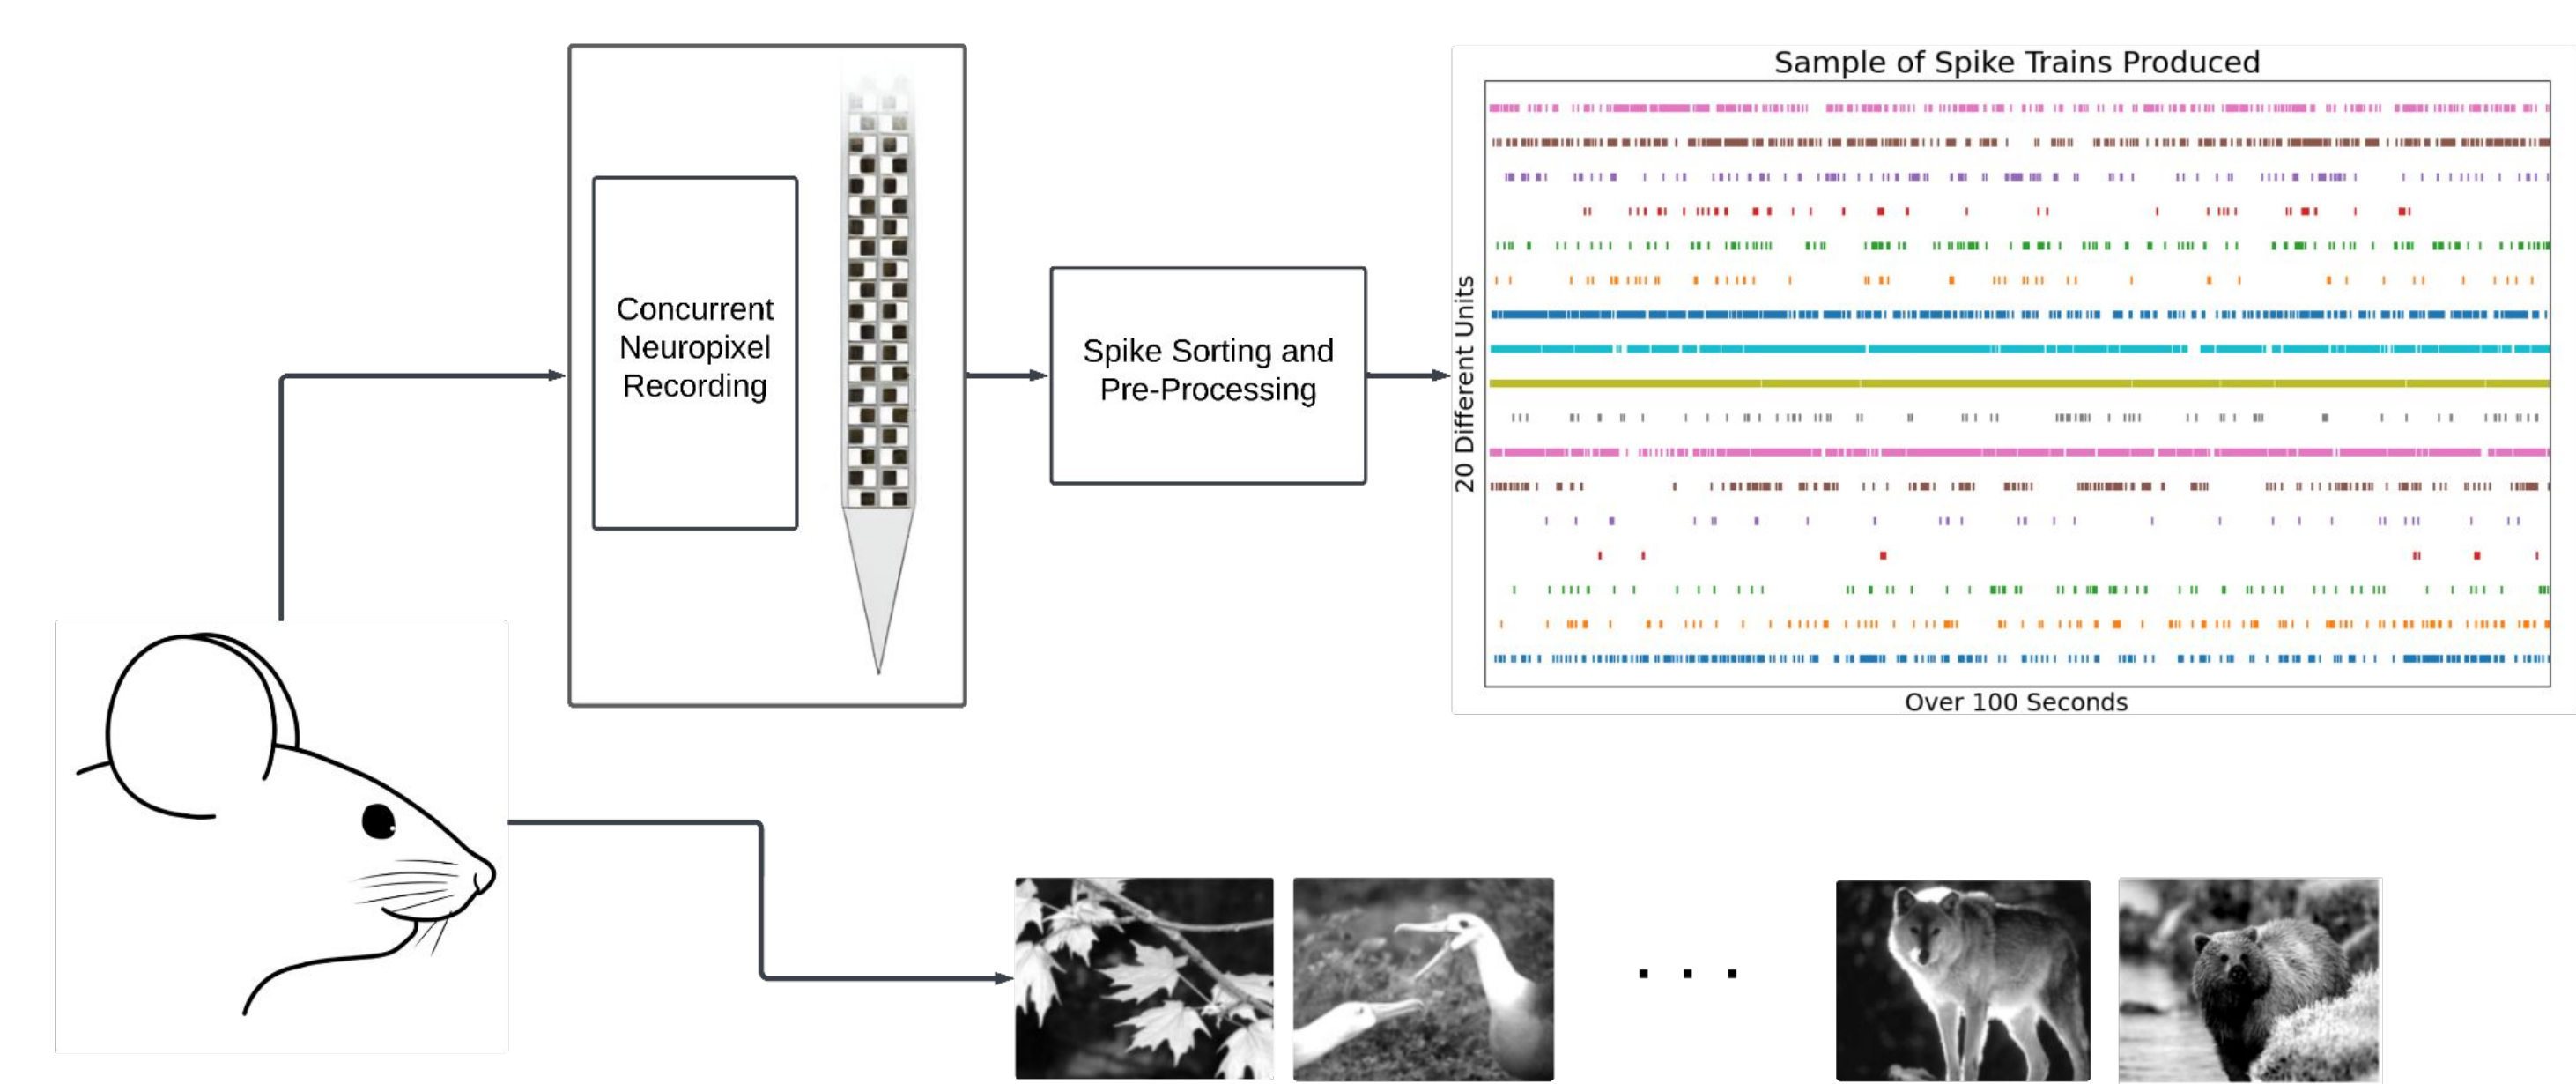 Sample of Spike Trains Produced
Concurrent
Neuropixel
Recording
Spike Sorting and
Pre-Processing
20 Different Units
Over 100 Seconds